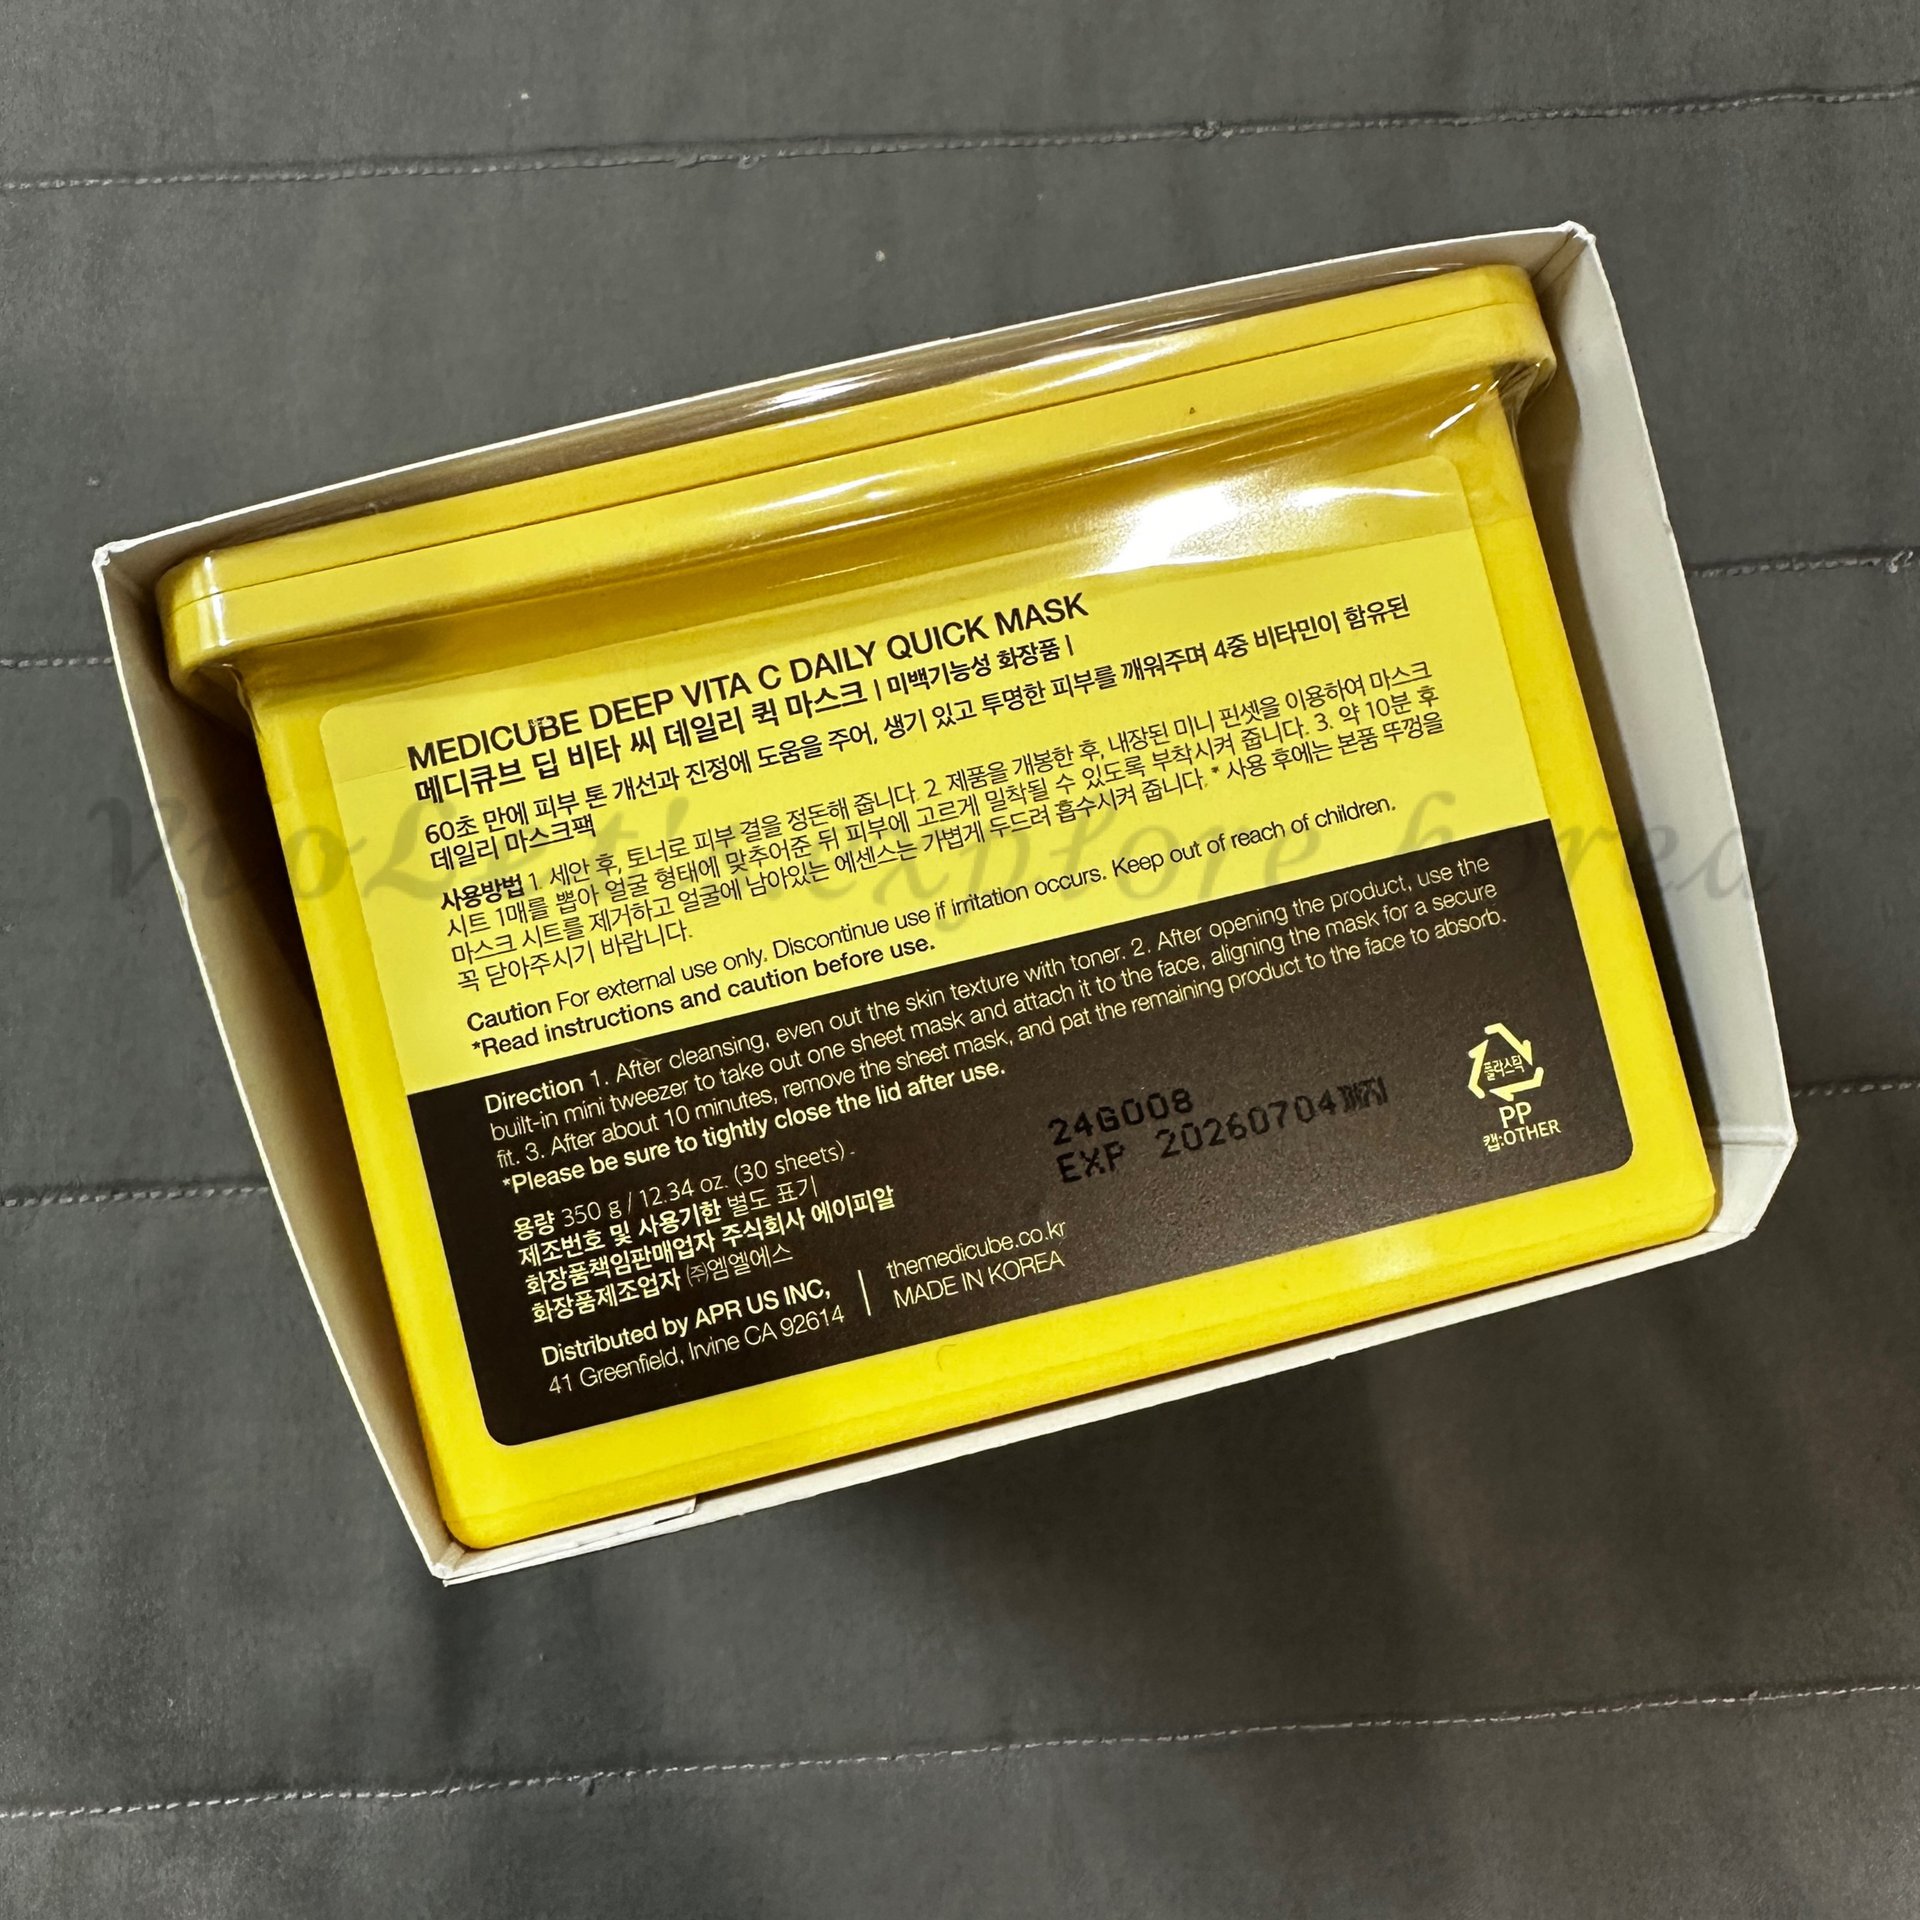 MEDICUBE DEEP VITA C DAILY QUICK MASK
메디큐브 딥 비타 씨 데일리 퀵 마스크 | 미백기능성 화장품 |
60초 만에 피부 톤 개선과 진정에 도움을 주어, 생기 있고 투명한 피부를 깨워주며 4중 비타민이 함유된
데일리 마스크팩
사용방법 1. 세안 후, 토너로 피부 결을 정돈해 줍니다. 2. 제품을 개봉한 후, 내장된 미니 핀셋을 이용하여 마스크
시트 1매를 뽑아 얼굴 형태에 맞추어준 뒤 피부에 고르게 밀착될 수 있도록 부착시켜 줍니다. 3. 약 10분 후
마스크 시트를 제거하고 얼굴에 남아있는 에센스는 가볍게 두드려 흡수시켜 줍니다. * 사용 후에는 본품 뚜껑을
꼭 닫아주시기 바랍니다.
Caution For external use only. Discontinue use if irritation occurs. Keep out of reach of children.
*Read instructions and caution before use.
Direction 1. After cleansing, even out the skin texture with toner. 2. After opening the product, use the
built-in mini tweezer to take out one sheet mask and attach it to the face, aligning the mask for a secure
fit. 3. After about 10 minutes, remove the sheet mask, and pat the remaining product to the face to absorb.
*Please be sure to tightly close the lid after use.
용량 350 g / 12.34 oz. (30 sheets)
제조번호 및 사용기한 별도 표기
화장품책임판매업자 주식회사 에이피알
화장품제조업자 (주)엠엘에스
Distributed by APR US INC,
41 Greenfield, Irvine CA 92614
themedicube.co.kr
MADE IN KOREA
24G008
EXP 20260704까지
플라스틱
PP
캡:OTHER
VioLet's explore korea